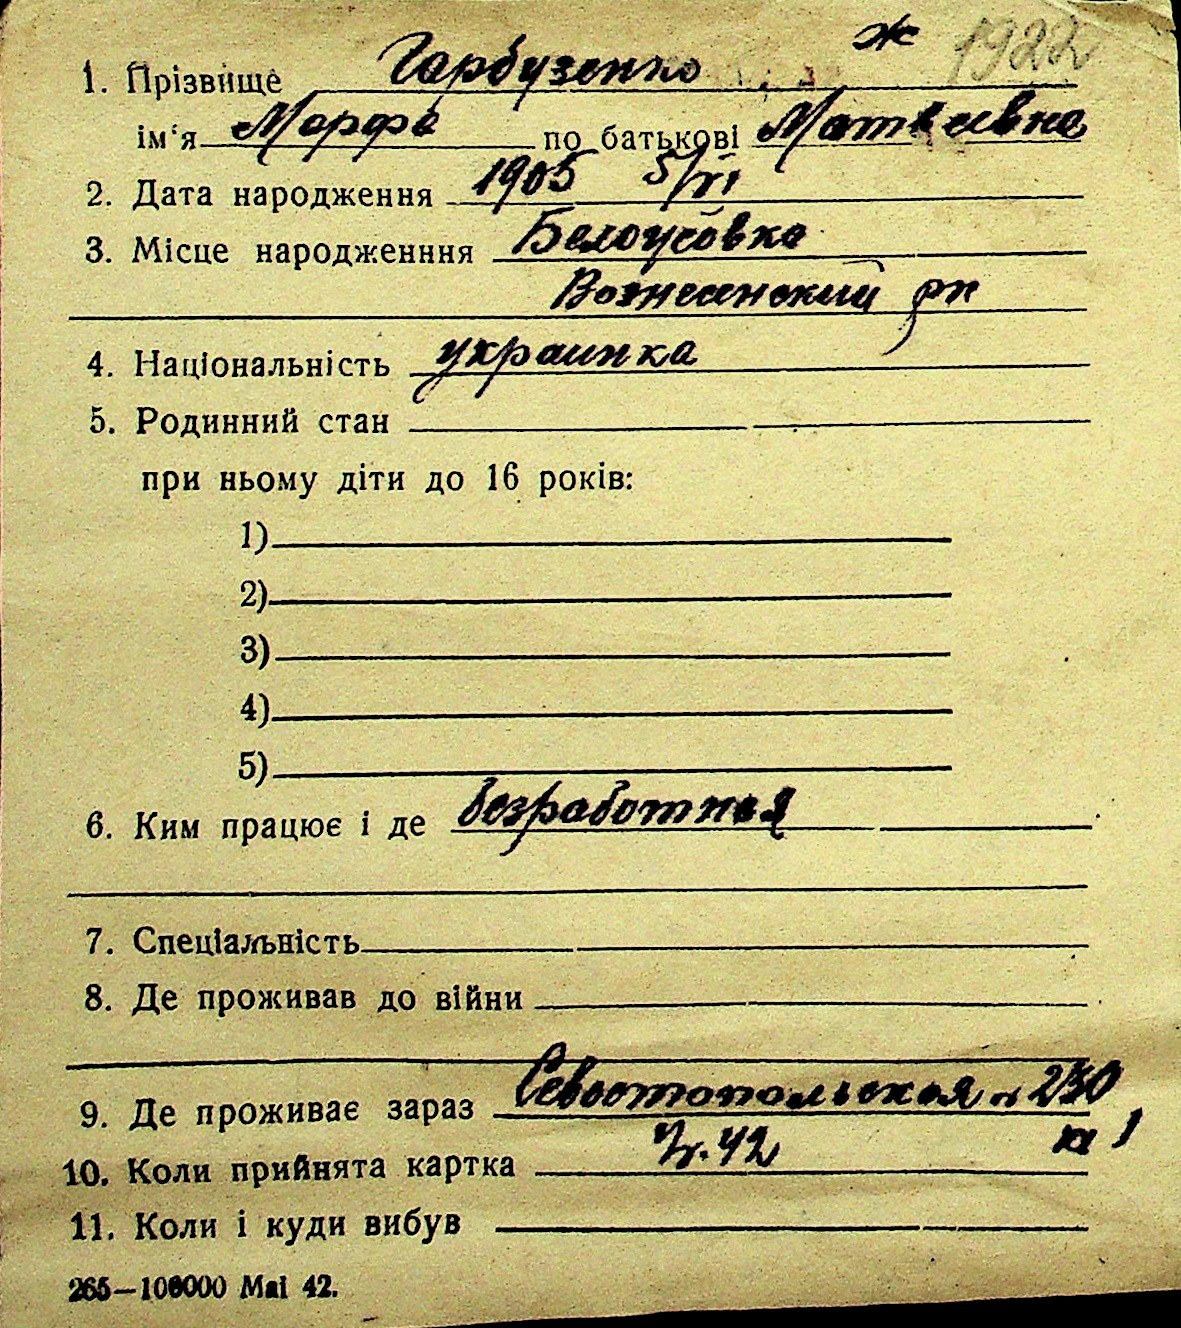 ж 1922
1. Прізвище Гарбузенко
ім‘я Марфа по батькові Матвеевна
2. Дата народження 1905 5/VI
3. Місце народженння Белоусовка
Вознесенский рн
4. Національність украинка
5. Родинний стан
при ньому діти до 16 років:
1)
2)
3)
4)
5)
6. Ким працює і де безработная
7. Спеціальність
8. Де проживав до війни
9. Де проживає зараз Севостопольская 230
10. Коли прийнята картка 42 1
11. Коли і куди вибув
265—100000 Mai 42.